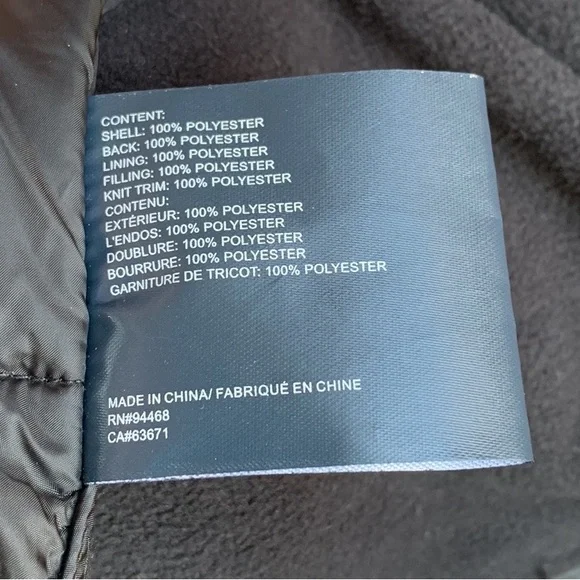 CONTENT:
SHELL: 100% POLYESTER
BACK: 100% POLYESTER
LINING: 100% POLYESTER
FILLING: 100% POLYESTER
KNIT TRIM: 100% POLYESTER
CONTENU:
EXTÉRIEUR: 100% POLYESTER
L'ENDOS: 100% POLYESTER
DOUBLURE: 100% POLYESTER
BOURRURE: 100% POLYESTER
GARNITURE DE TRICOT: 100% POLYESTER
MADE IN CHINA/ FABRIQUÉ EN CHINE
RN#94468
CA#63671